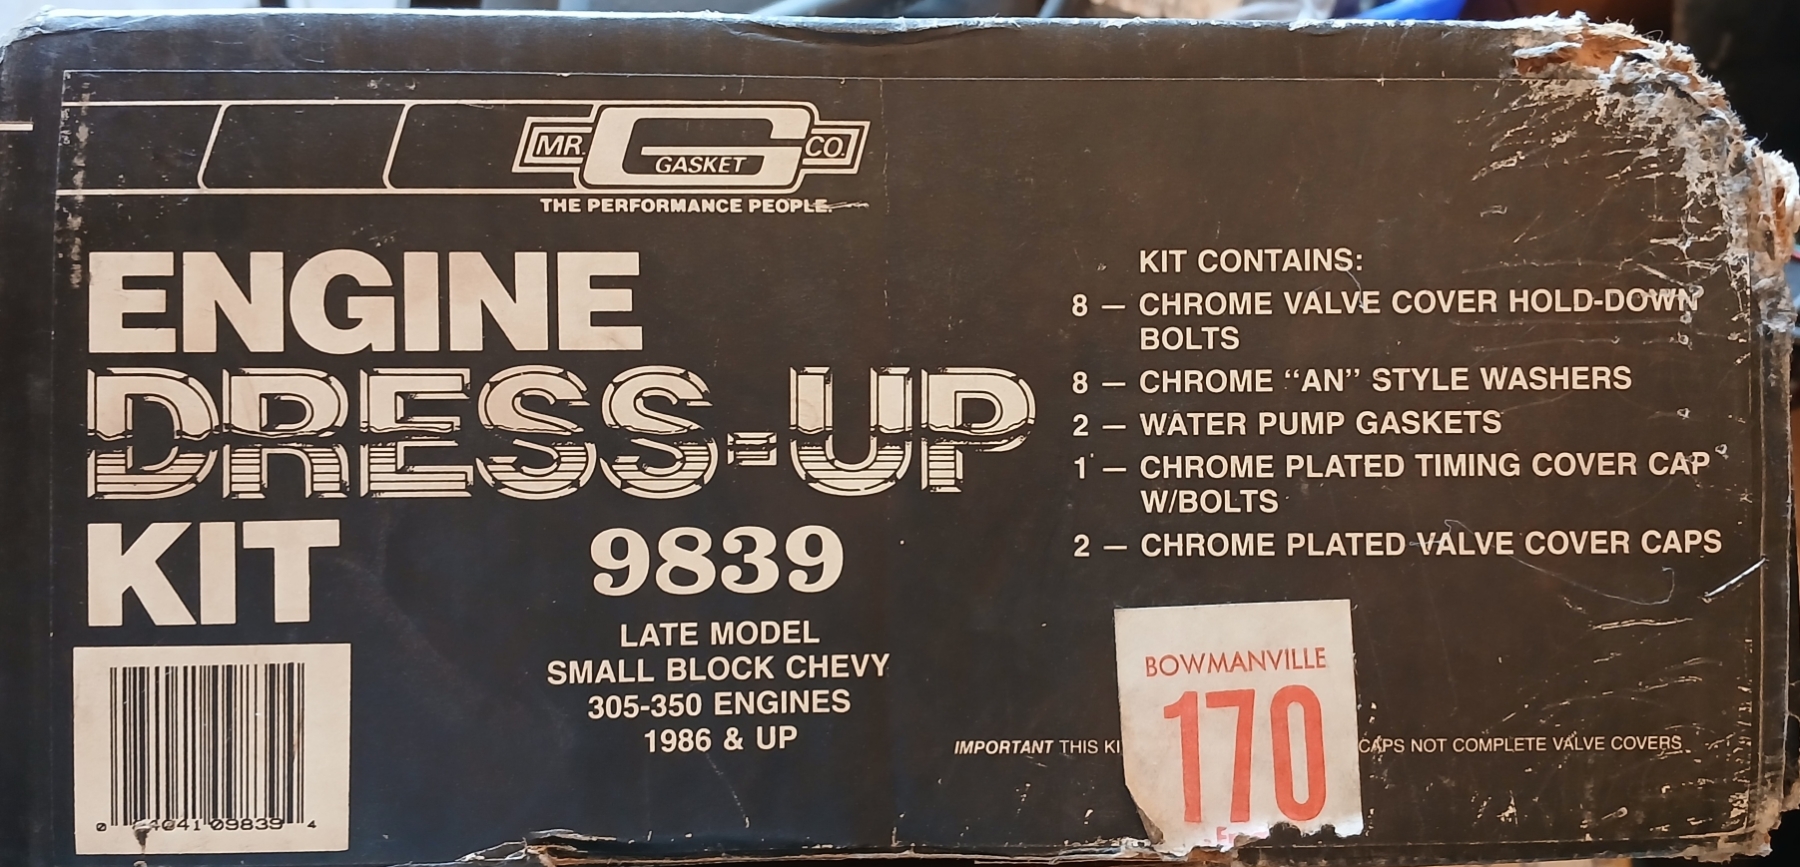 MR. GASKET CO.
THE PERFORMANCE PEOPLE.
ENGINE
DRESS-UP
KIT
9839
LATE MODEL
SMALL BLOCK CHEVY
305-350 ENGINES
1986 & UP
KIT CONTAINS:
8 — CHROME VALVE COVER HOLD-DOWN
BOLTS
8 — CHROME “AN” STYLE WASHERS
2 — WATER PUMP GASKETS
1 — CHROME PLATED TIMING COVER CAP
W/BOLTS
2 — CHROME PLATED VALVE COVER CAPS
BOWMANVILLE
170
IMPORTANT THIS CAPS NOT COMPLETE VALVE COVERS.
0 09839 4